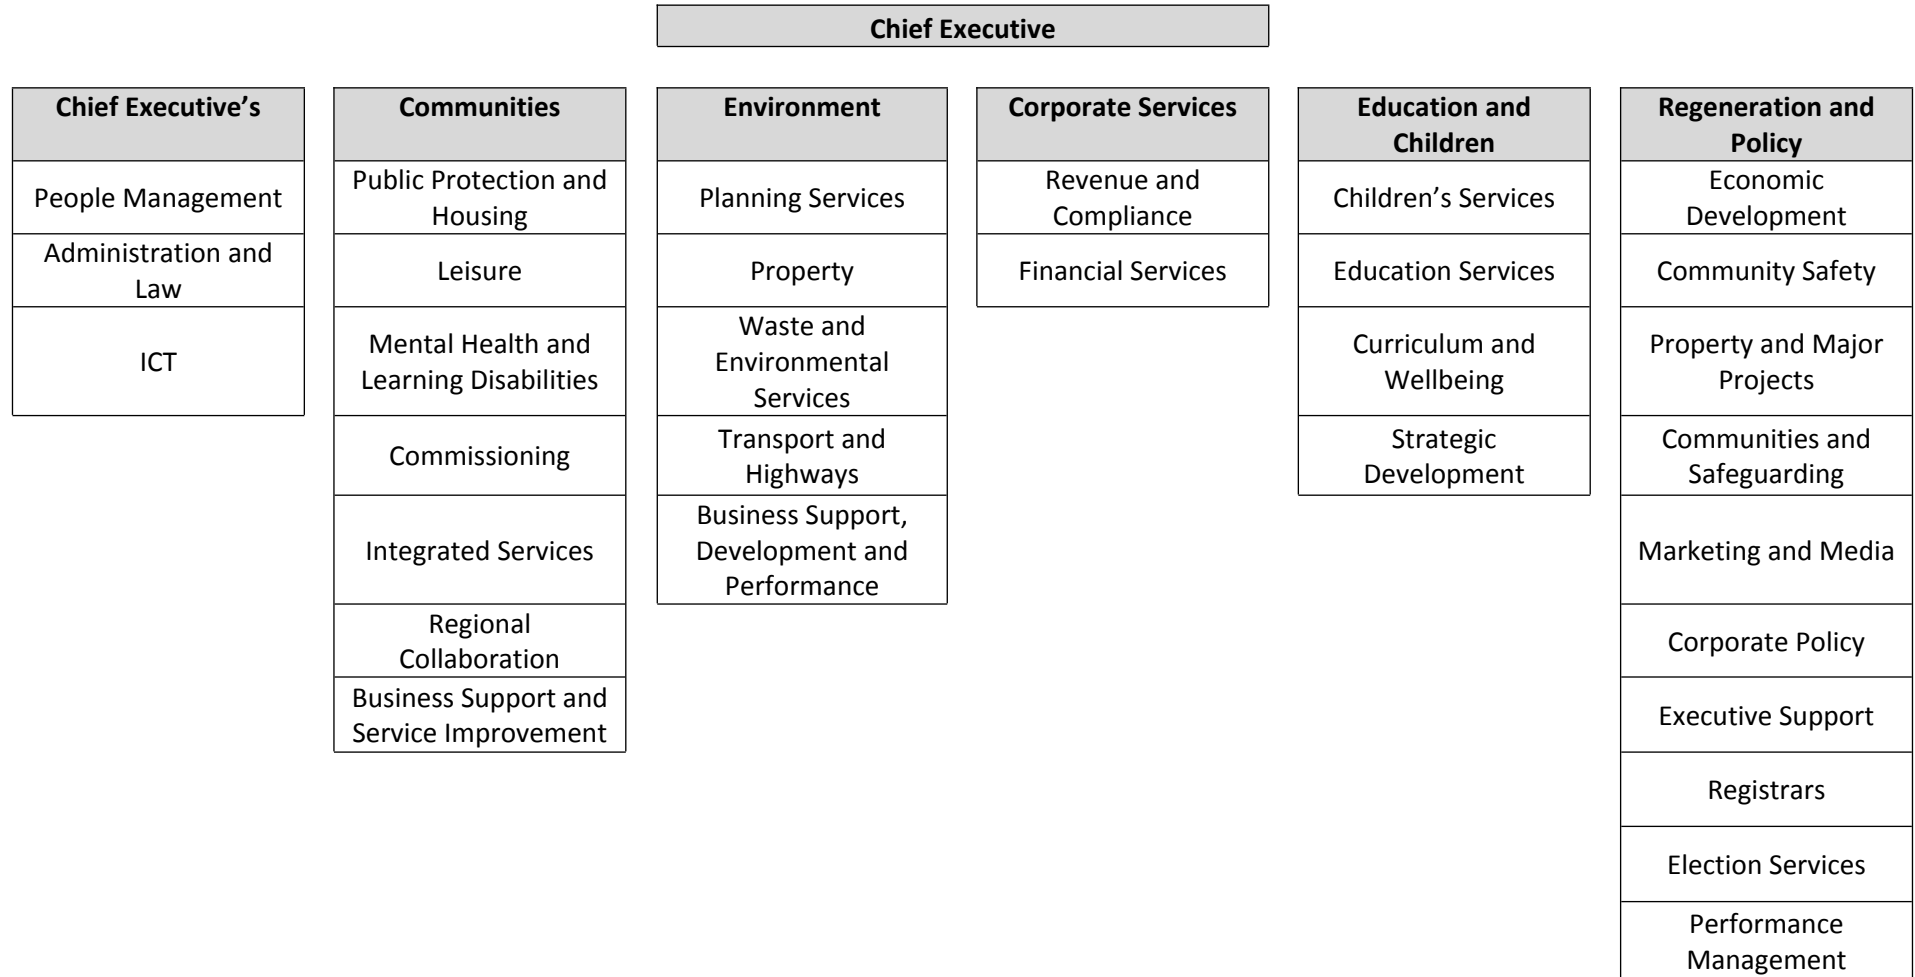 Chief Executive
Chief Executive’s
People Management
Administration and
Law
ICT
Communities
Public Protection and
Housing
Leisure
Mental Health and
Learning Disabilities
Commissioning
Integrated Services
Regional
Collaboration
Business Support and
Service Improvement
Environment
Planning Services
Property
Waste and
Environmental
Services
Transport and
Highways
Business Support,
Development and
Performance
Corporate Services
Revenue and
Compliance
Financial Services
Education and
Children
Children’s Services
Education Services
Curriculum and
Wellbeing
Strategic
Development
Regeneration and
Policy
Economic
Development
Community Safety
Property and Major
Projects
Communities and
Safeguarding
Marketing and Media
Corporate Policy
Executive Support
Registrars
Election Services
Performance
Management